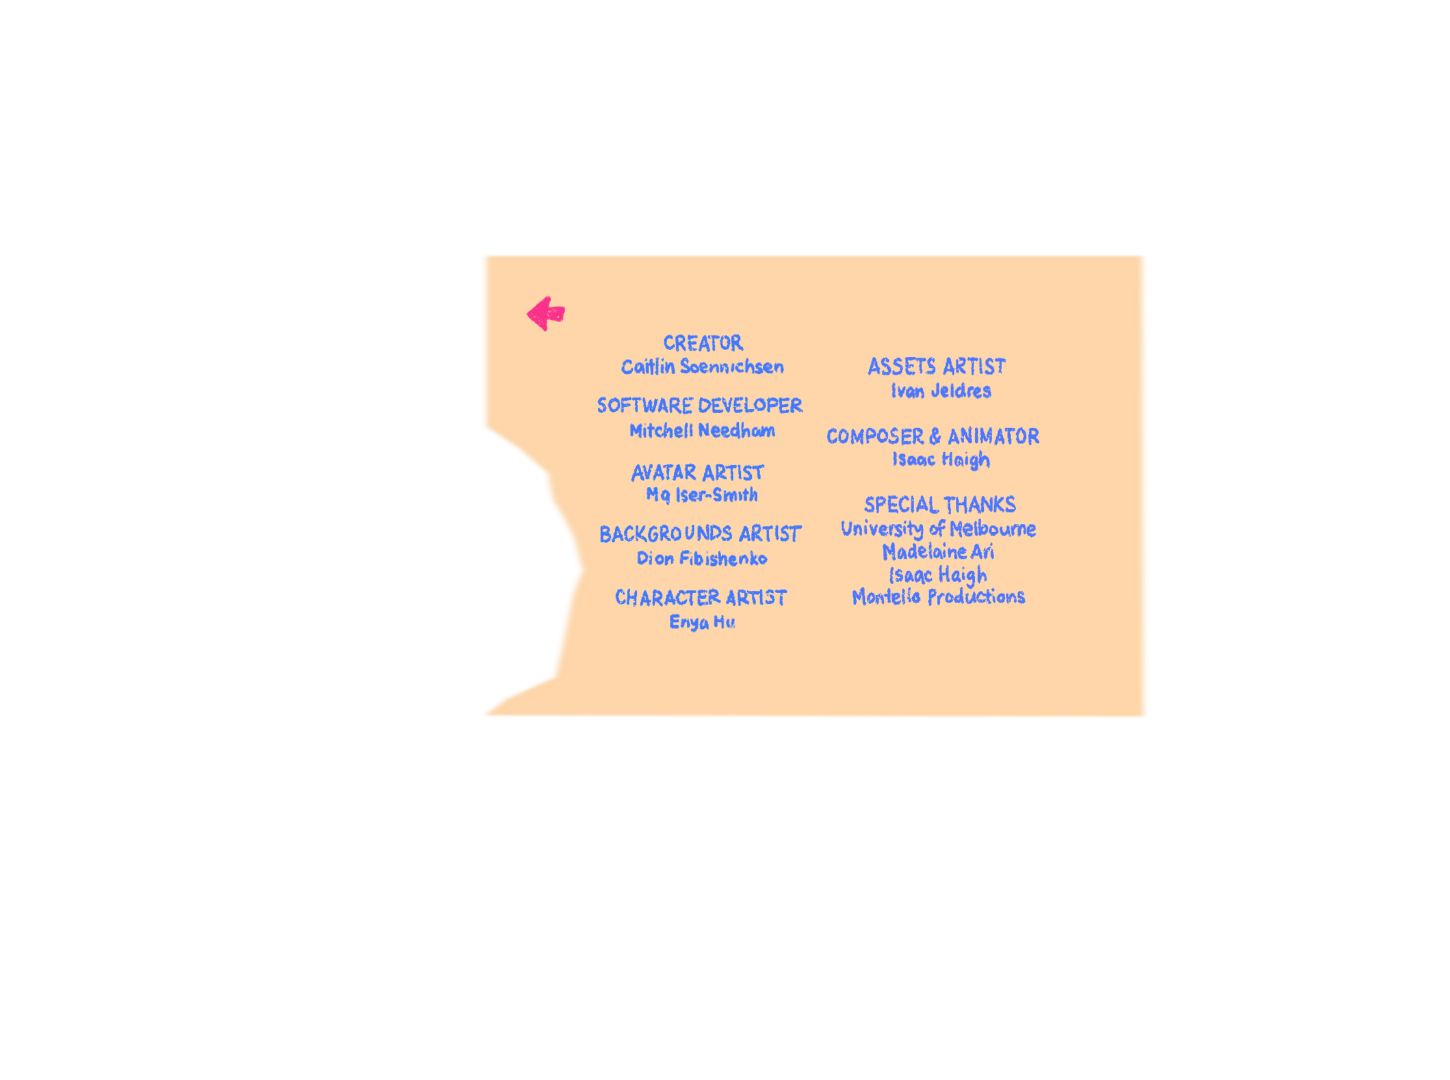 CREATOR
Caitlin Soennichsen
SOFTWARE DEVELOPER
Mitchell Needham
AVATAR ARTIST
Mq Iser-Smith
BACKGROUNDS ARTIST
Dion Fibishenko
CHARACTER ARTIST
Enya Hu
ASSETS ARTIST
Ivan Jeldres
COMPOSER & ANIMATOR
Isaac Haigh
SPECIAL THANKS
University of Melbourne
Madelaine Ari
Isaac Haigh
Montello Productions